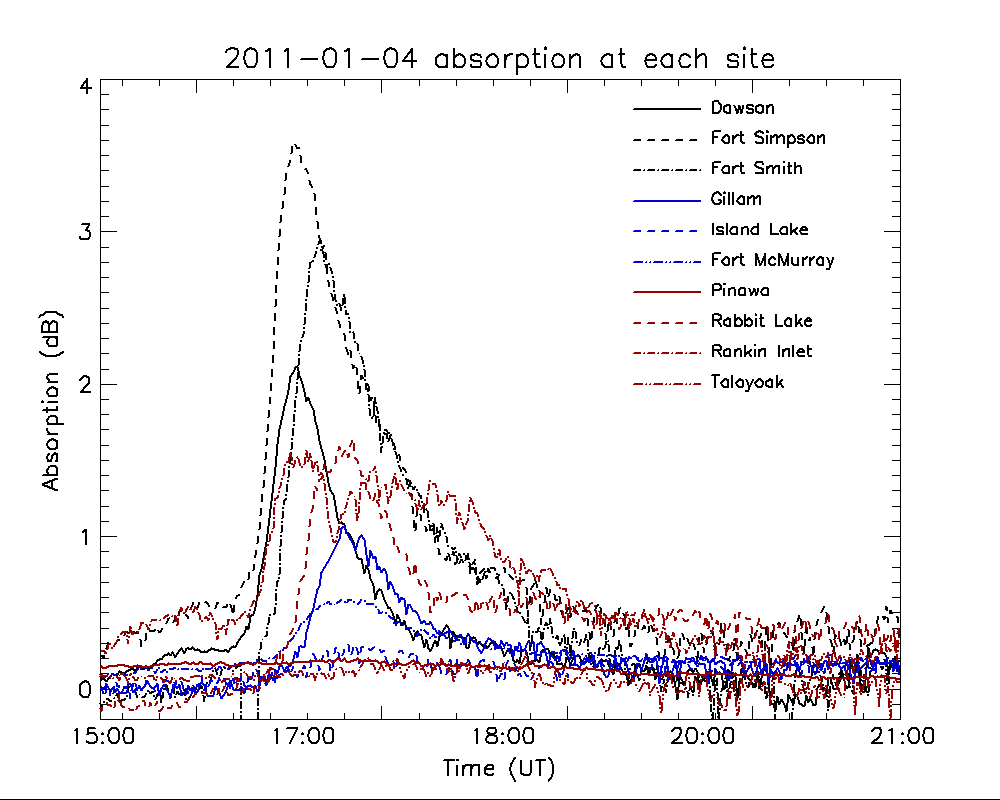 2011-01-04 absorption at each site
4
3
2
1
0
Absorption (dB)
Dawson
Fort Simpson
Fort Smith
Gillam
Island Lake
Fort McMurray
Pinawa
Rabbit Lake
Rankin Inlet
Taloyoak
15:00 17:00 18:00 20:00 21:00
Time (UT)